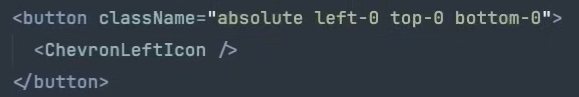 <button className="absolute left-0 top-0 bottom-0">
<ChevronLeftIcon />
</button>